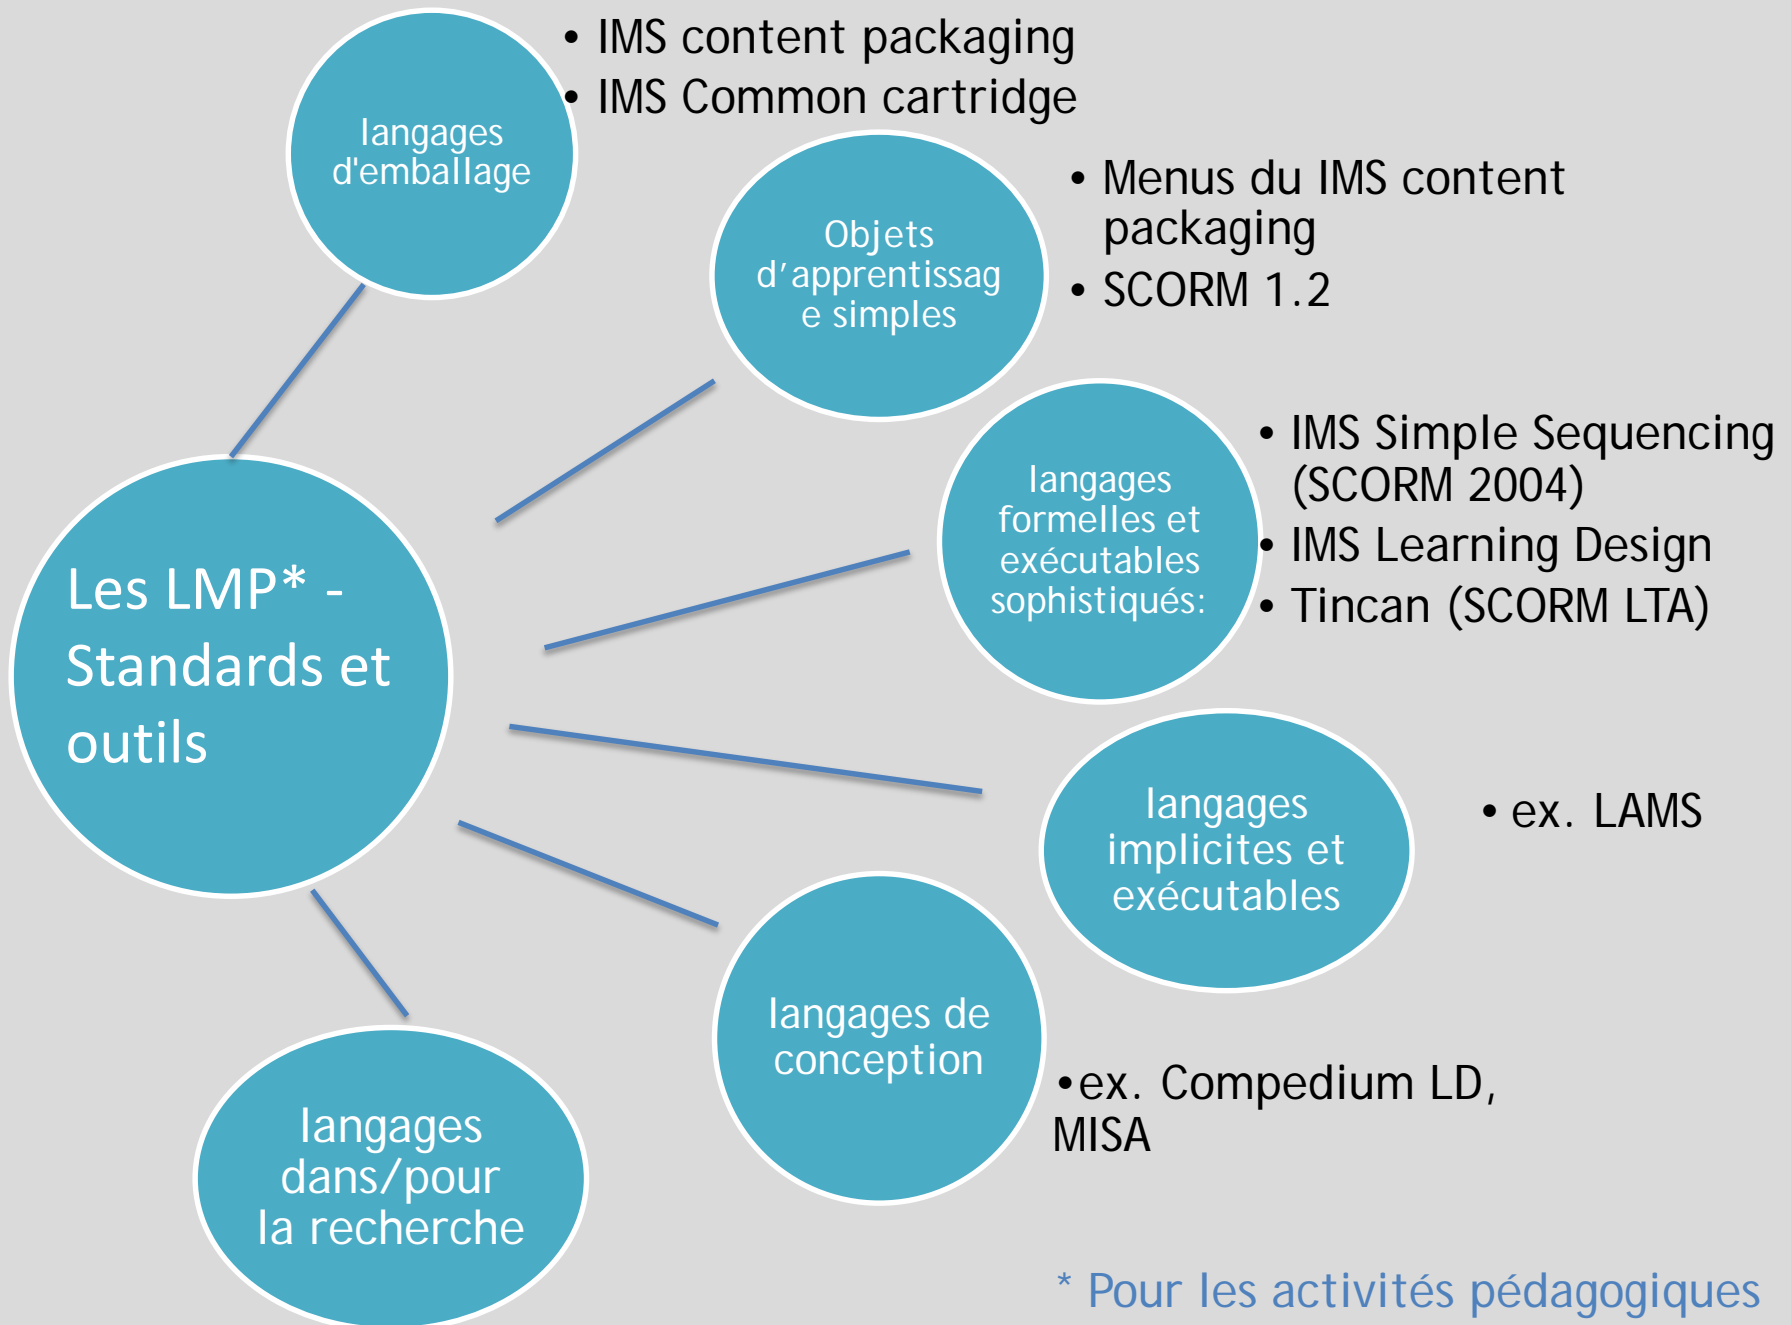 langages
d'emballage
• IMS content packaging
• IMS Common cartridge
Objets
d’apprentissag
e simples
• Menus du IMS content
packaging
• SCORM 1.2
langages
formelles et
exécutables
sophistiqués:
• IMS Simple Sequencing
(SCORM 2004)
• IMS Learning Design
• Tincan (SCORM LTA)
Les LMP* -
Standards et
outils
langages
implicites et
exécutables
• ex. LAMS
langages de
conception
•ex. Compedium LD,
MISA
langages
dans/pour
la recherche
* Pour les activités pédagogiques